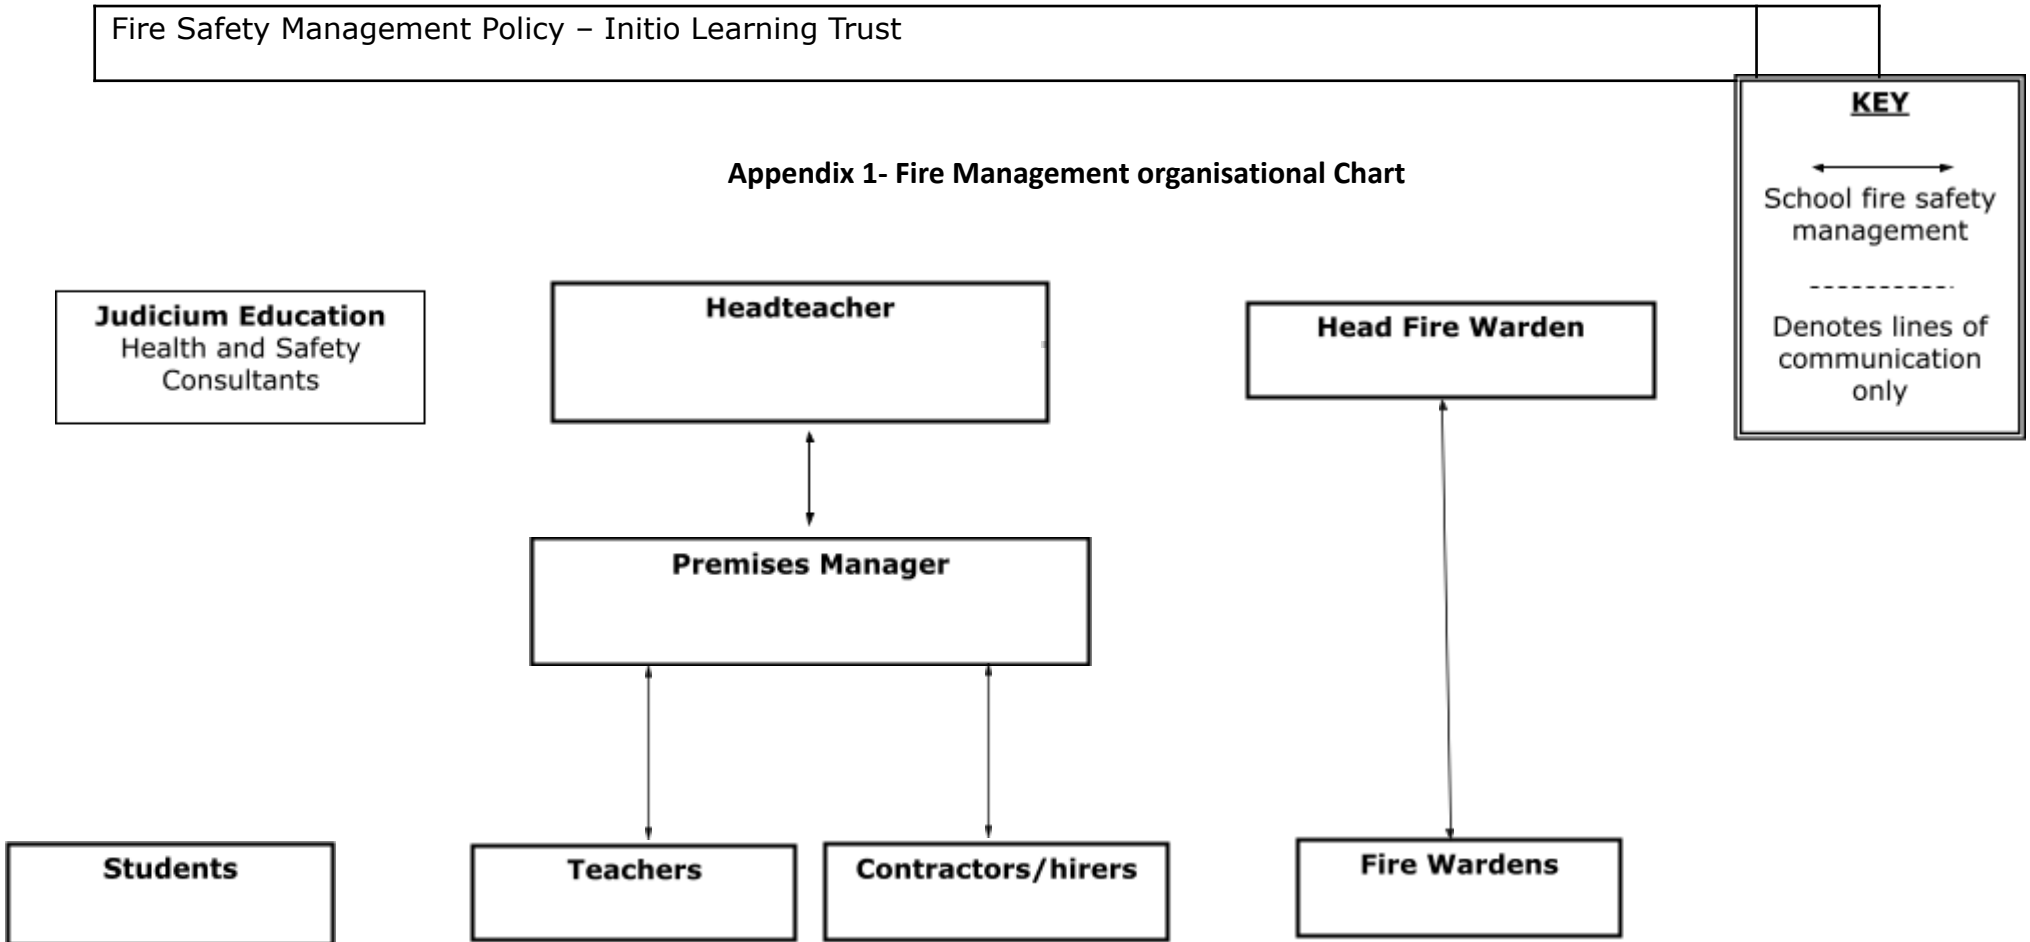 Fire Safety Management Policy – Initio Learning Trust
KEY
School fire safety
management
Denotes lines of
communication
only
Appendix 1- Fire Management organisational Chart
Judicium Education
Health and Safety
Consultants
Headteacher
Head Fire Warden
Premises Manager
Students
Teachers
Contractors/hirers
Fire Wardens